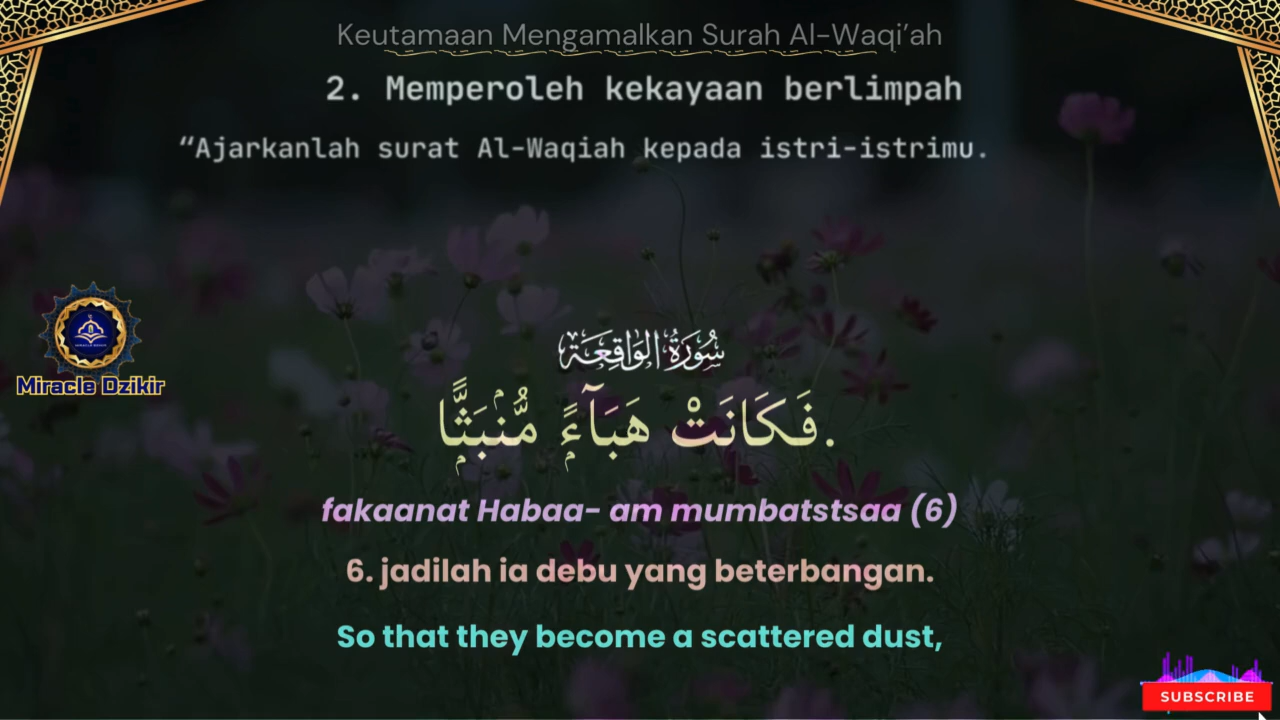 Keutamaan Mengamalkan Surah Al-Waqi’ah
2. Memperoleh kekayaan berlimpah
“Ajarkanlah surat Al-Waqiah kepada istri-istrimu.
سُورَةُ الوَاقِعَة
فَكَانَتْ هَبَآءً مُّنۢبَثًّا.
fakaanat Habaa- am mumbatstsaa (6)
6. jadilah ia debu yang beterbangan.
So that they become a scattered dust,
Miracle Dzikir
SUBSCRIBE